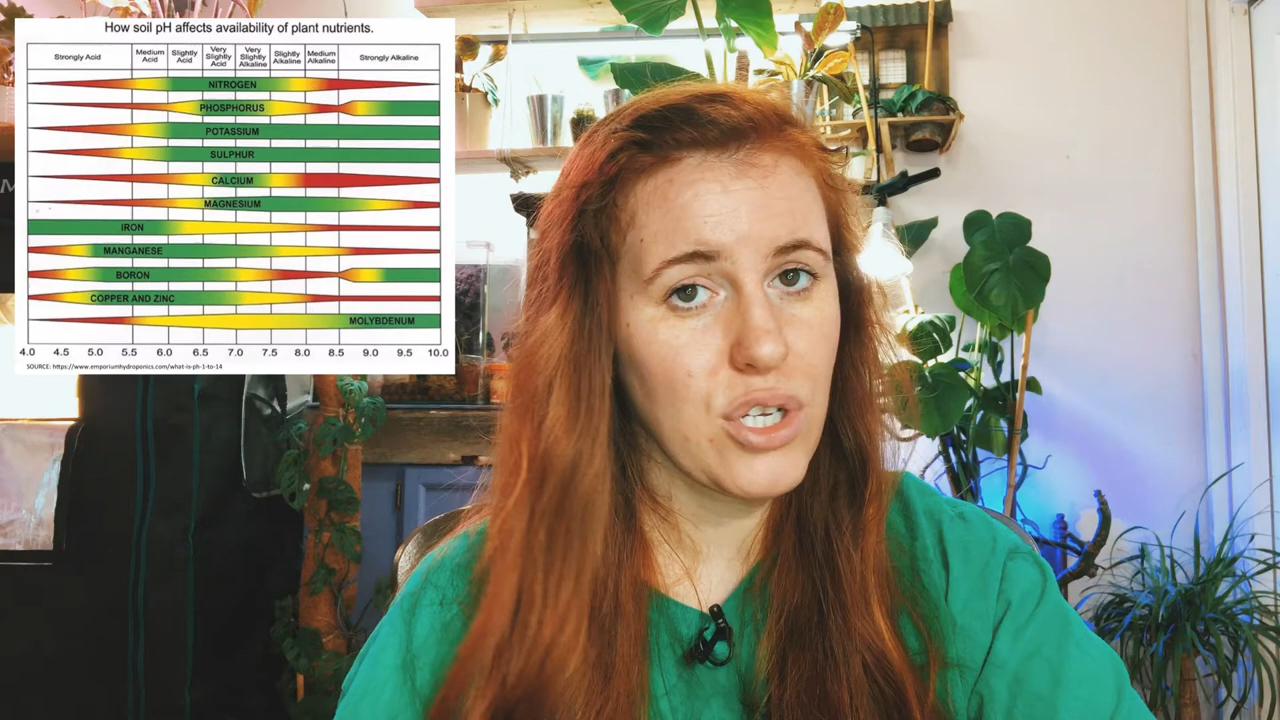 How soil pH affects availability of plant nutrients.
Strongly Acid
Medium
Acid
Slightly
Acid
Very
Slightly
Acid
Very
Slightly
Alkaline
Slightly
Alkaline
Medium
Alkaline
Strongly Alkaline
NITROGEN
PHOSPHORUS
POTASSIUM
SULPHUR
CALCIUM
MAGNESIUM
IRON
MANGANESE
BORON
COPPER AND ZINC
MOLYBDENUM
4.0 4.5 5.0 5.5 6.0 6.5 7.0 7.5 8.0 8.5 9.0 9.5 10.0
SOURCE: https://www.emporiumhydroponics.com/what-is-ph-1-to-14